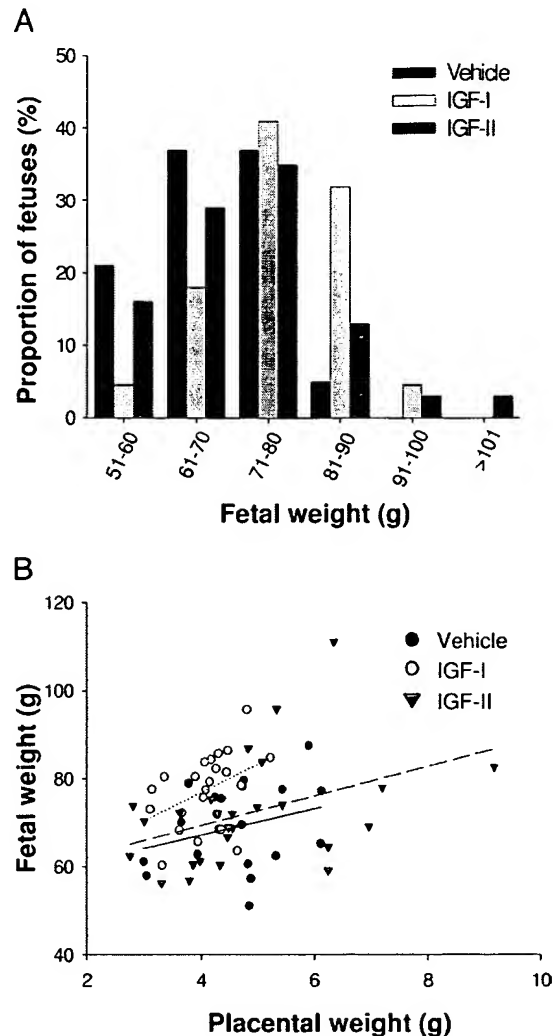 A
Proportion of fetuses (%)
50
40
30
20
10
0
Vehicle
IGF-I
IGF-II
51-60
61-70
71-80
81-90
91-100
>101
Fetal weight (g)
B
Fetal weight (g)
120
100
80
60
40
Vehicle
IGF-I
IGF-II
2
4
6
8
10
Placental weight (g)